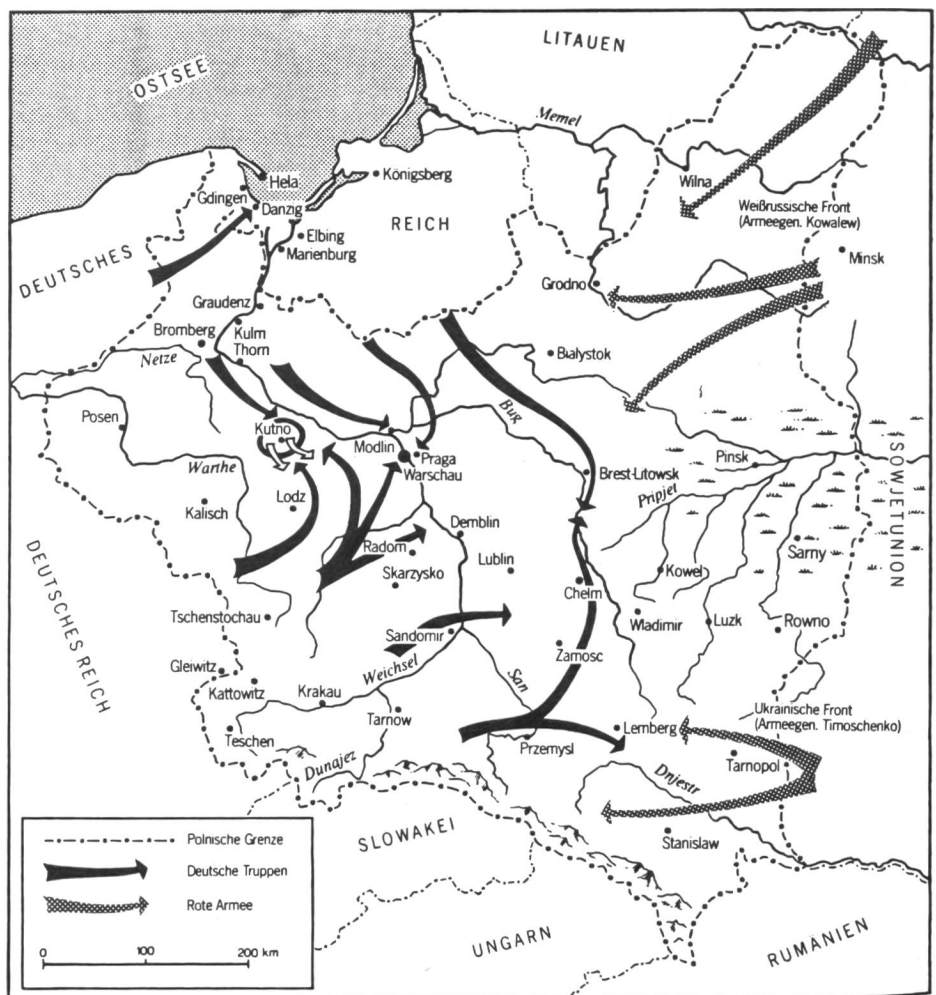 LITAUEN
OSTSEE
Memel
Hela
Königsberg
Gdingen
Danzig
Wilna
REICH
Weißrussische Front
(Armeegen. Kowalew)
Elbing
Marienburg
DEUTSCHES
Minsk
Grodno
Graudenz
Bromberg
Kulm
Thorn
Netze
Bialystok
Posen
Bug
Kutno
Modlin
Praga
Warschau
Pinsk
SOWJETUNION
Warthe
Brest-Litowsk
Lodz
Pripjet
Kalisch
Demblin
Radom
Sarny
Lublin
Skarzysko
Kowel
DEUTSCHES REICH
Chelm
Tschenstochau
Wladimir
Luzk
Rowno
Sandomir
Zamosc
Weichsel
San
Gleiwitz
Kattowitz
Krakau
Tarnow
Ukrainische Front
(Armeegen. Timoschenko)
Teschen
Lemberg
Przemysl
Tarnopol
Dunajez
Dnjestr
SLOWAKEI
Stanislaw
Polnische Grenze
Deutsche Truppen
Rote Armee
0 100 200 km
UNGARN
RUMÄNIEN